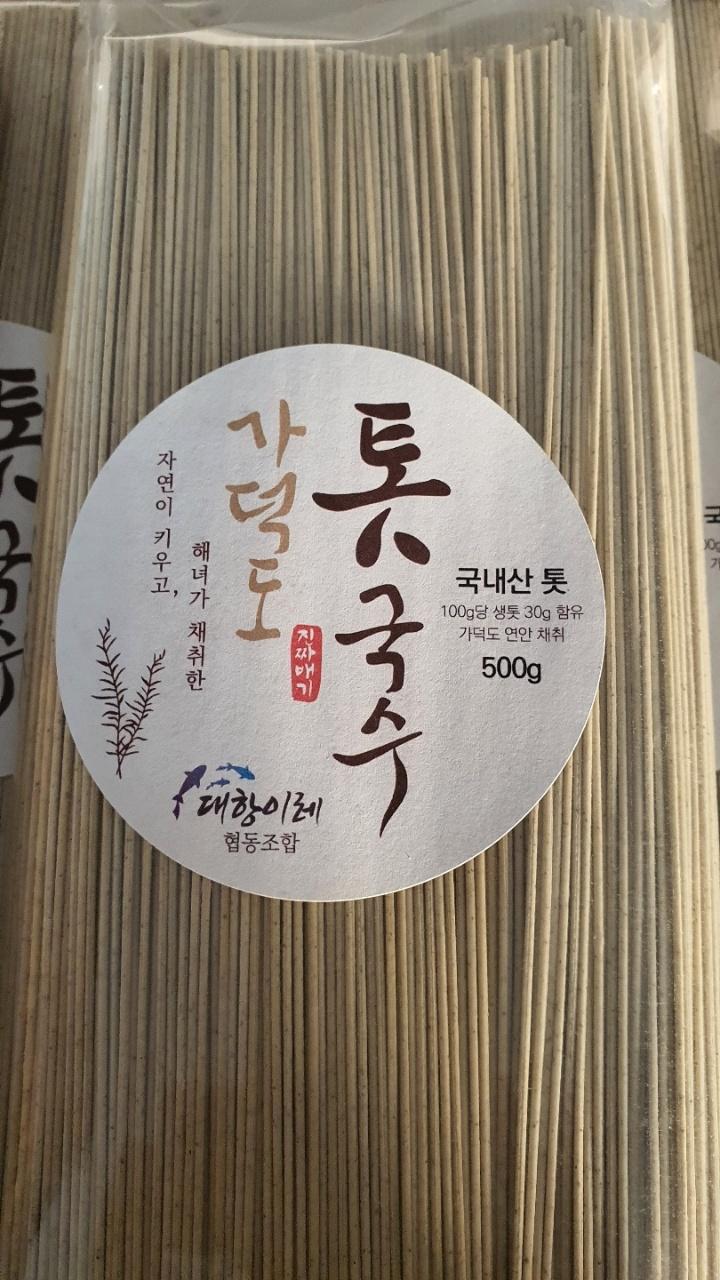 자연이 키우고,
해녀가 채취한
가덕도
톳국수
진짜배기
국내산 톳
100g당 생톳 30g 함유
가덕도 연안 채취
500g
대항이레
협동조합